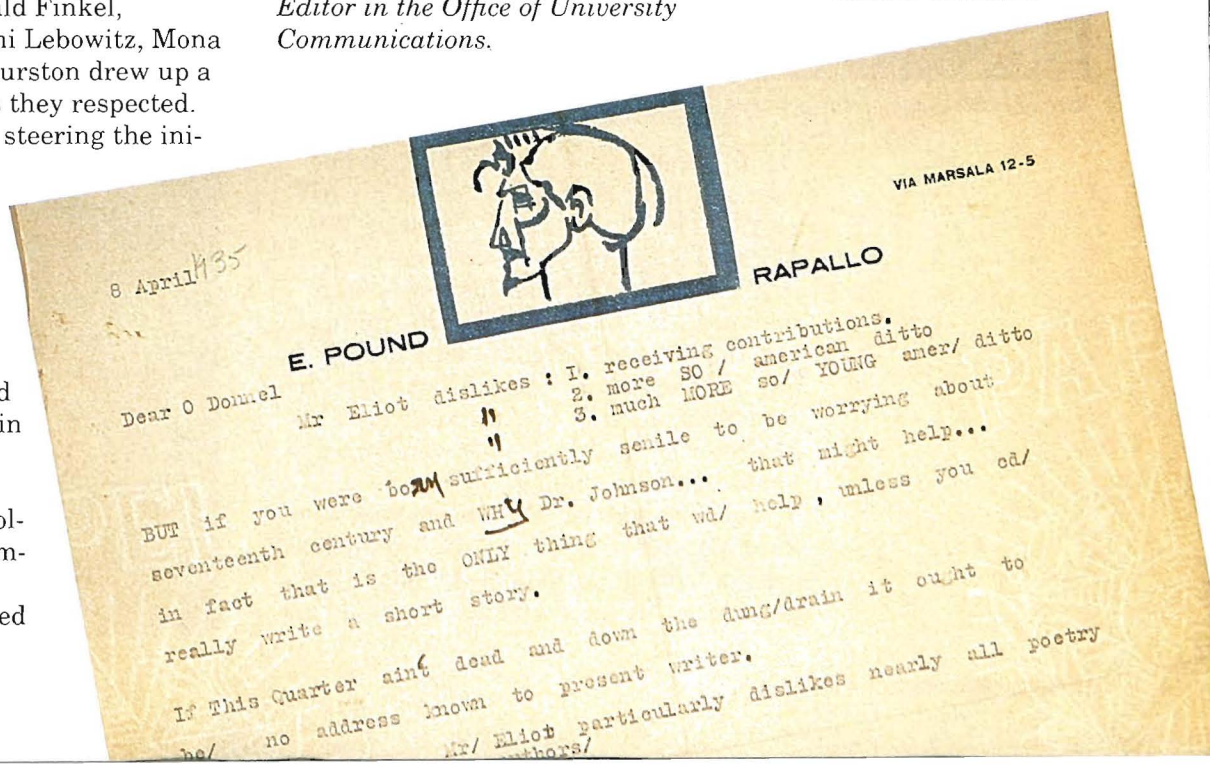 ld Finkel,
ni Lebowitz, Mona
urston drew up a
they respected.
steering the ini-
d
in
ol-
m-
ed
Editor in the Office of University
Communications.
VIA MARSALA 12-5
8 April 1935
E. POUND
RAPALLO
Dear O Donnel
Mr Eliot dislikes : I. receiving contributions.
" 2. more SO / american ditto
" 3. much MORE so/ YOUNG amer/ ditto
BUT if you were born sufficiently senile to be worrying about
seventeenth century and WHY Dr. Johnson... that might help...
in fact that is the ONLY thing that wd/ help , unless you cd/
really write a short story.
If This Quarter aint dead and down the dung/drain it ought to
be/ no address known to present writer.
Mr/ Eliot particularly dislikes nearly all poetry